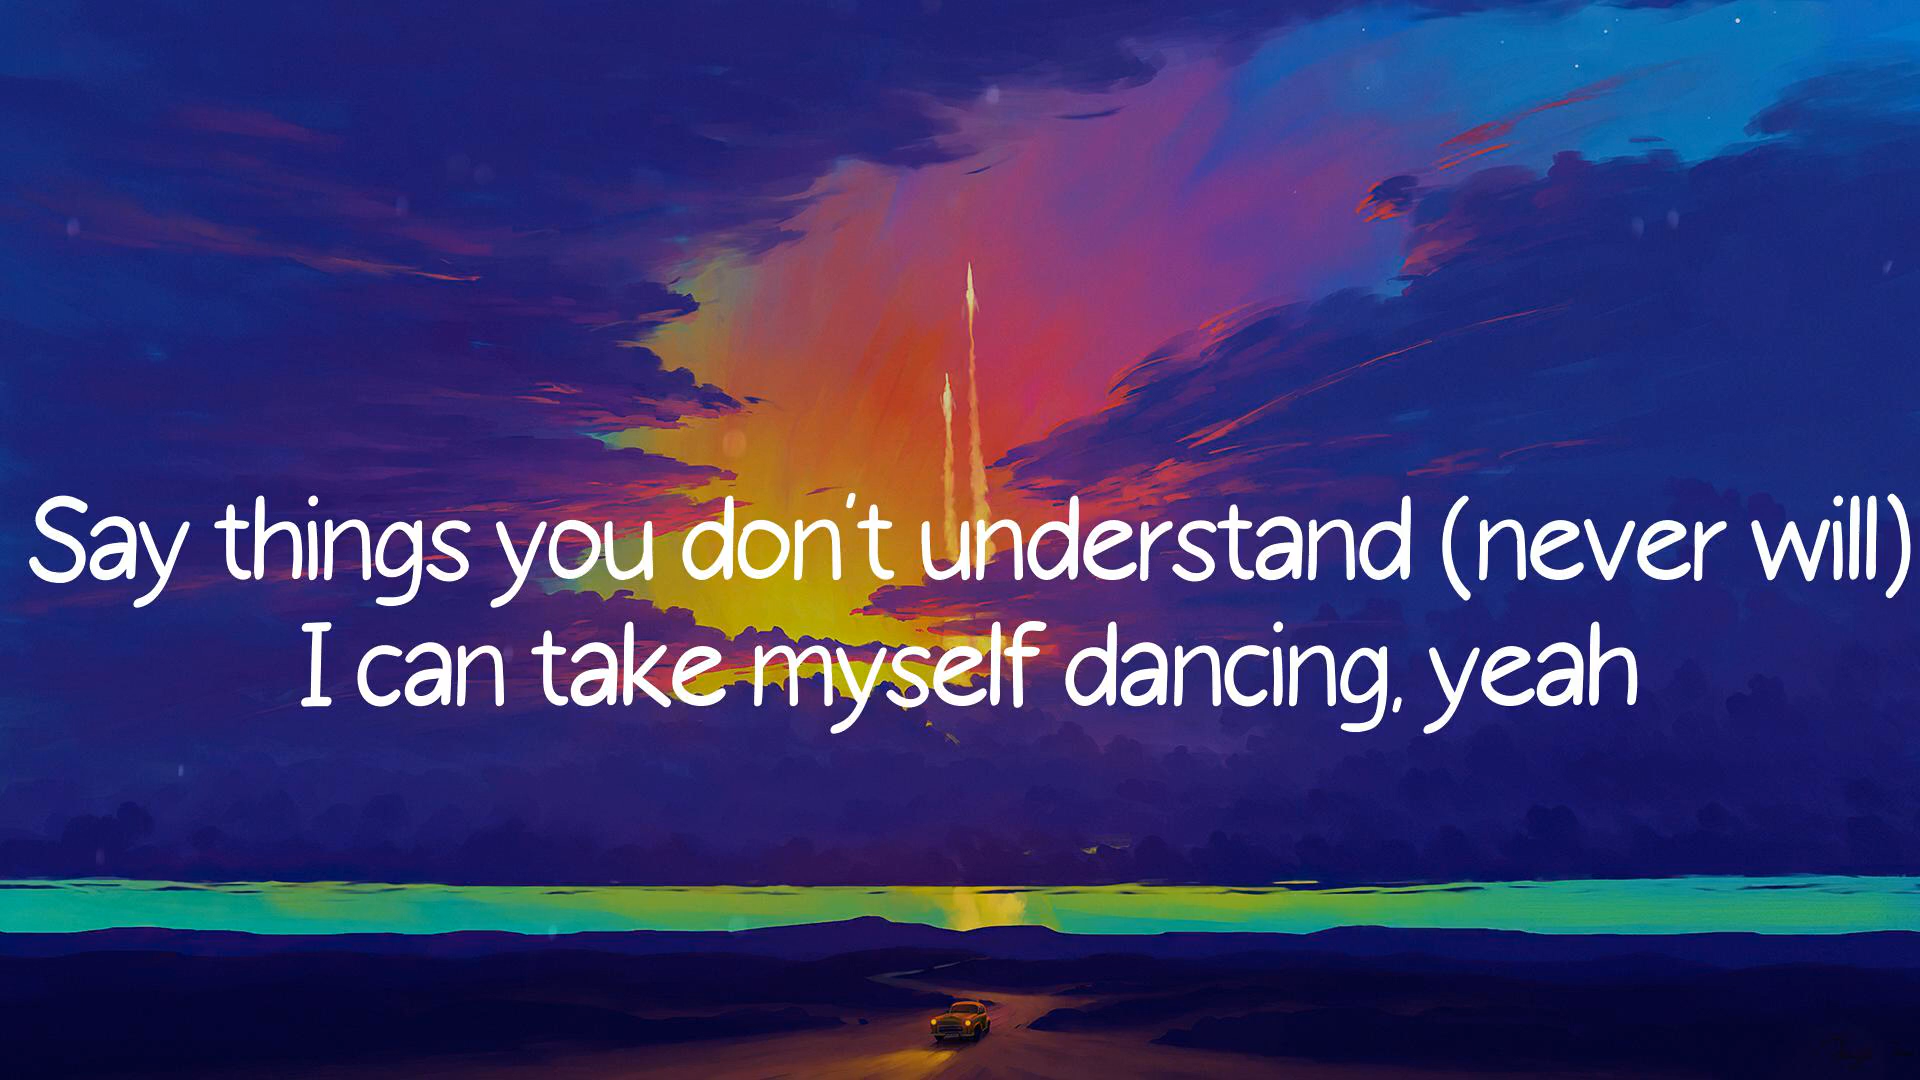 Say things you don't understand (never will)
I can take myself dancing, yeah